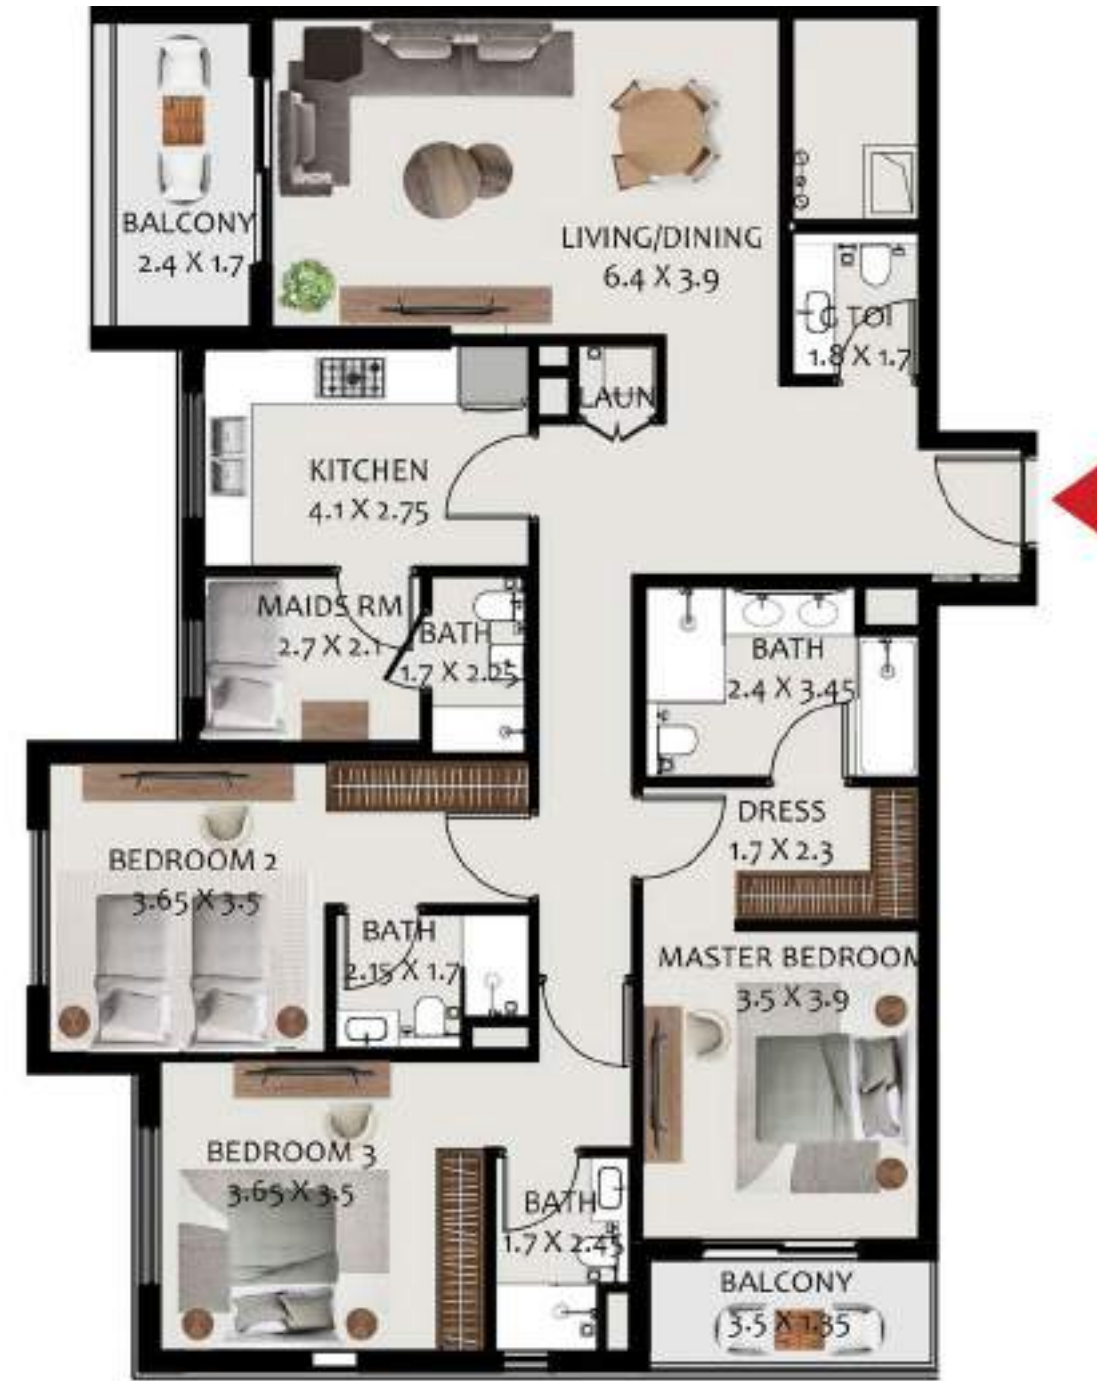 BALCONY
2.4 X 1.7
LIVING/DINING
6.4 X 3.9
C TOI
1.8 X 1.7
LAUN
KITCHEN
4.1 X 2.75
MAIDS RM
2.7 X 2.1
BATH
1.7 X 2.25
BATH
2.4 X 3.45
DRESS
1.7 X 2.3
BEDROOM 2
3.65 X 3.5
BATH
2.15 X 1.7
MASTER BEDROOM
3.5 X 3.9
BEDROOM 3
3.65 X 3.5
BATH
1.7 X 2.45
BALCONY
3.5 X 1.35